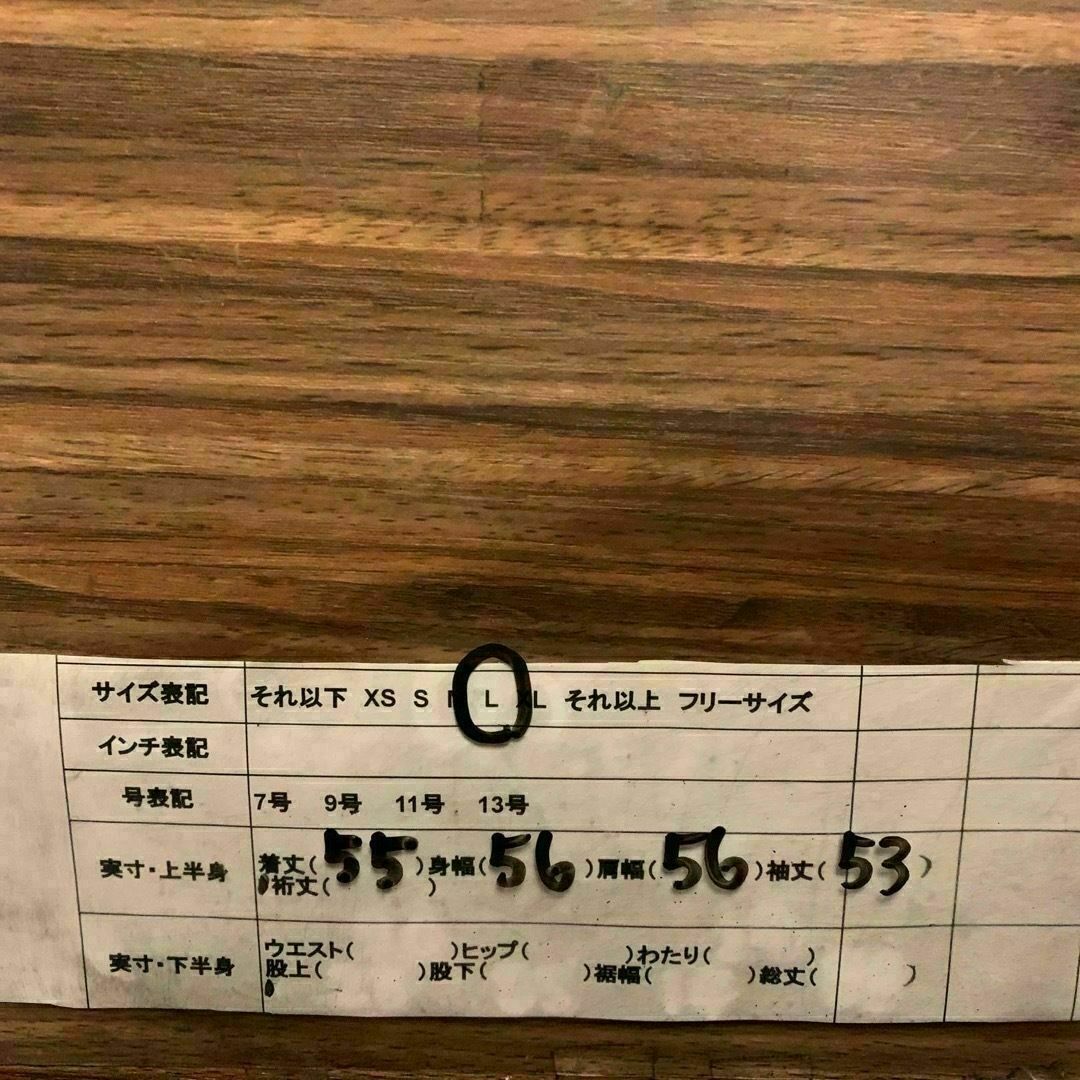 サイズ表記 それ以下 XS S L XL それ以上 フリーサイズ
インチ表記
号表記 7号 9号 11号 13号
実寸・上半身 着丈(55)身幅(56)肩幅(56)袖丈(53)
裄丈( )
実寸・下半身 ウエスト( )ヒップ( )わたり( )
股上( )股下( )裾幅( )総丈( )